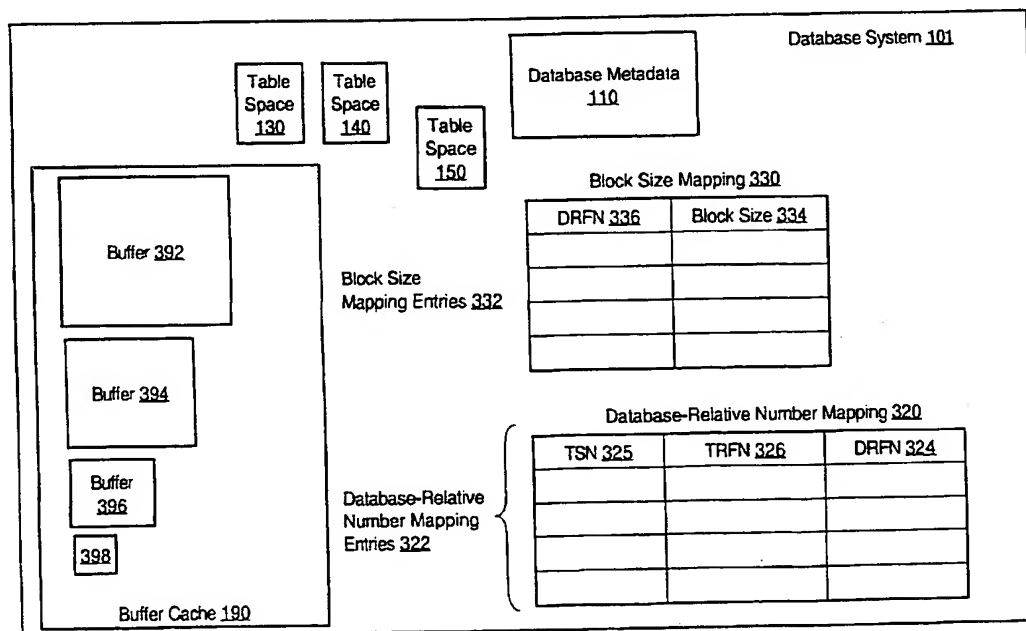 Database System 101
Table
Space
130
Table
Space
140
Table
Space
150
Database Metadata
110
Buffer 392
Buffer 394
Buffer
396
398
Buffer Cache 190
Block Size
Mapping Entries 332
Block Size Mapping 330
DRFN 336
Block Size 334
Database-Relative
Number Mapping
Entries 322
Database-Relative Number Mapping 320
TSN 325
TRFN 326
DRFN 324